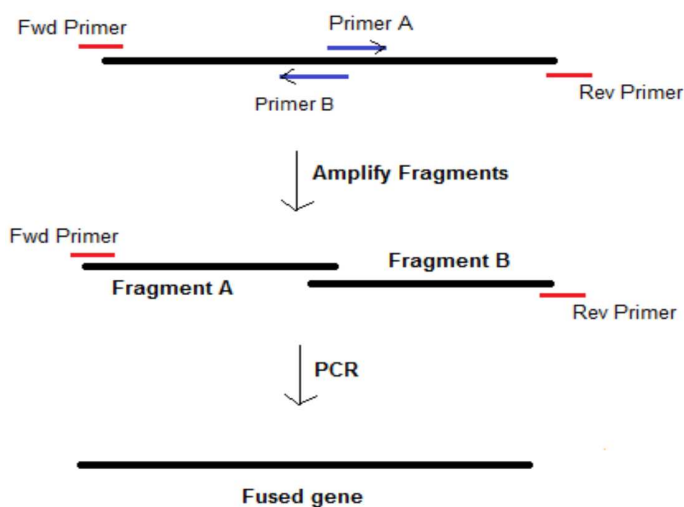 Fwd Primer
Primer A
Primer B
Rev Primer
Amplify Fragments
Fwd Primer
Fragment A
Fragment B
Rev Primer
PCR
Fused gene